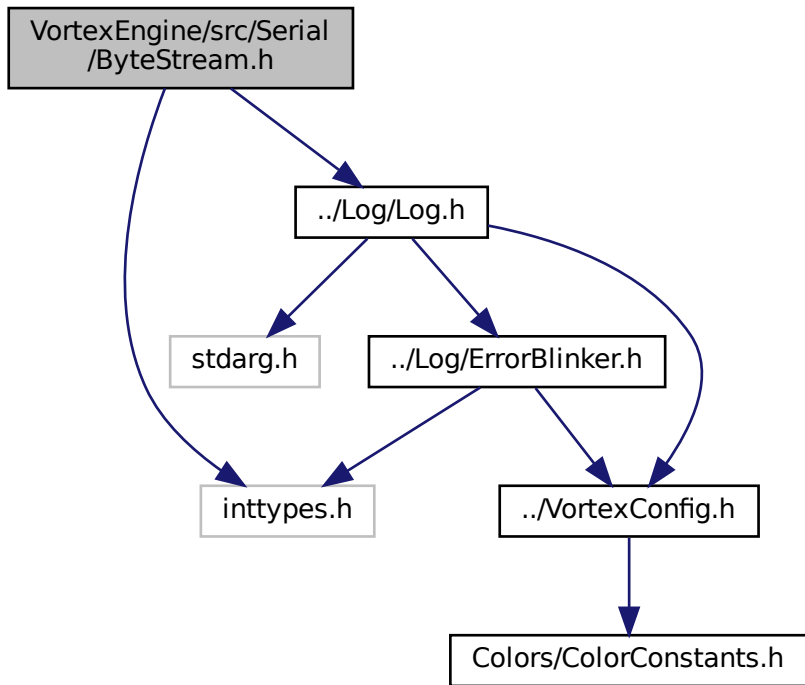 VortexEngine/src/Serial
/ByteStream.h
../Log/Log.h
stdarg.h
../Log/ErrorBlinker.h
inttypes.h
../VortexConfig.h
Colors/ColorConstants.h